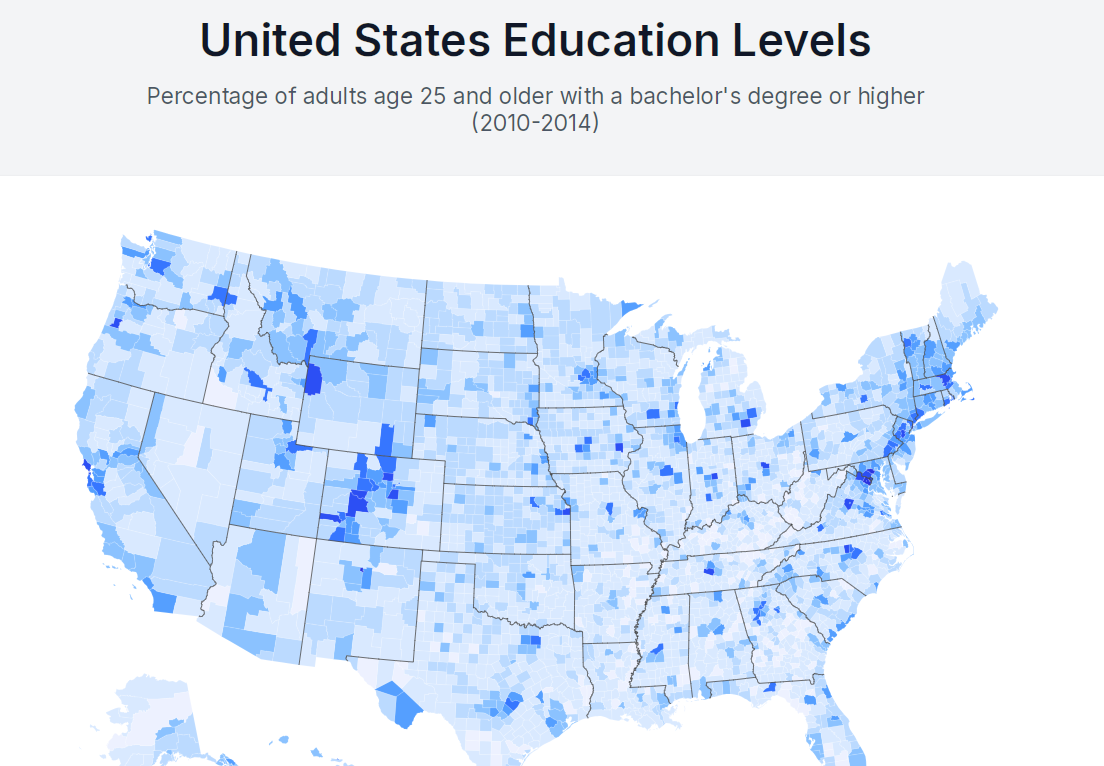 United States Education Levels
Percentage of adults age 25 and older with a bachelor's degree or higher
(2010-2014)